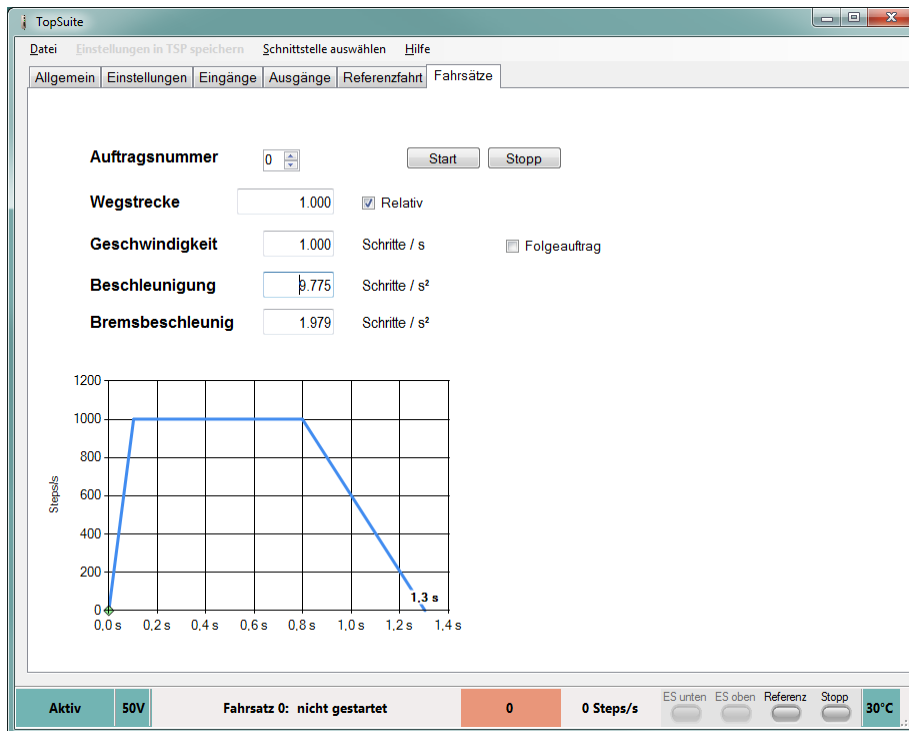 TopSuite
Datei Einstellungen in TSP speichern Schnittstelle auswählen Hilfe
Allgemein Einstellungen Eingänge Ausgänge Referenzfahrt Fahrsätze
Auftragsnummer 0 Start Stopp
Wegstrecke 1.000 Relativ
Geschwindigkeit 1.000 Schritte / s Folgeauftrag
Beschleunigung 9.775 Schritte / s²
Bremsbeschleunig 1.979 Schritte / s²
1200
1000
800
600
400
200
0
Steps/s
1,3 s
0,0 s 0,2 s 0,4 s 0,6 s 0,8 s 1,0 s 1,2 s 1,4 s
ES unten ES oben Referenz Stopp
Aktiv 50V Fahrsatz 0: nicht gestartet 0 0 Steps/s 30°C